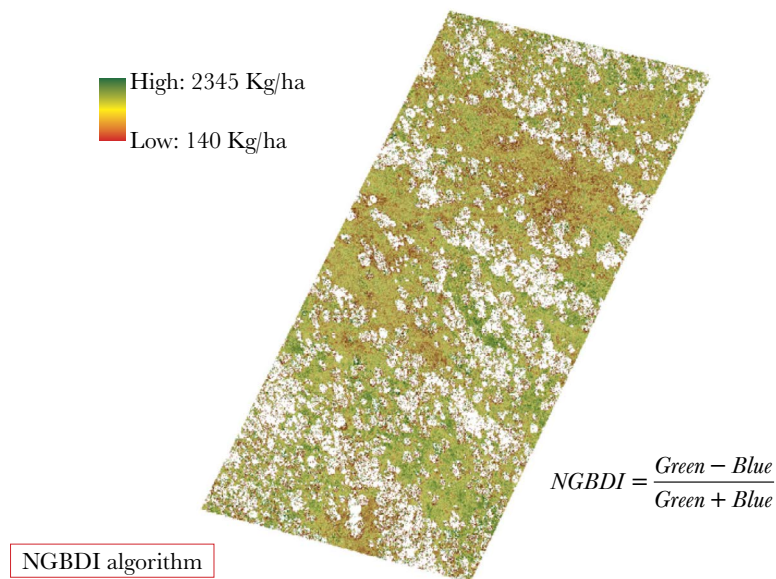 High: 2345 Kg/ha
Low: 140 Kg/ha
NGBDI = Green − Blue / Green + Blue
NGBDI algorithm